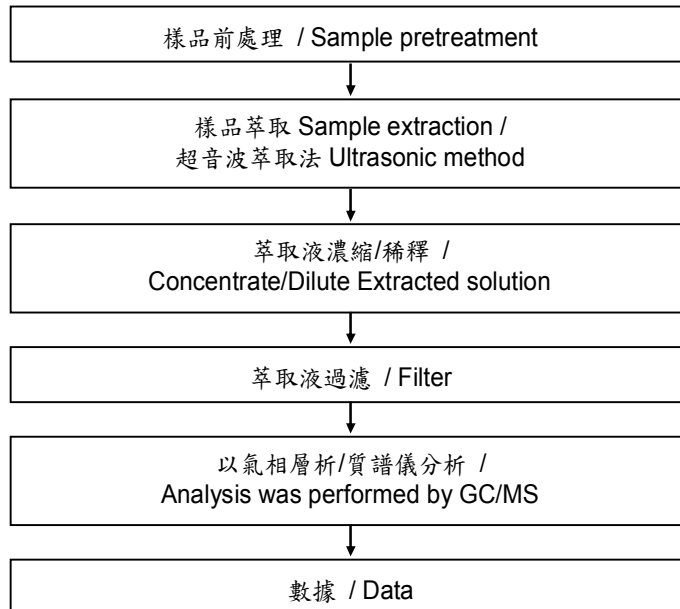 樣品前處理 / Sample pretreatment
樣品萃取 Sample extraction /
超音波萃取法 Ultrasonic method
萃取液濃縮/稀釋 /
Concentrate/Dilute Extracted solution
萃取液過濾 / Filter
以氣相層析/質譜儀分析 /
Analysis was performed by GC/MS
數據 / Data